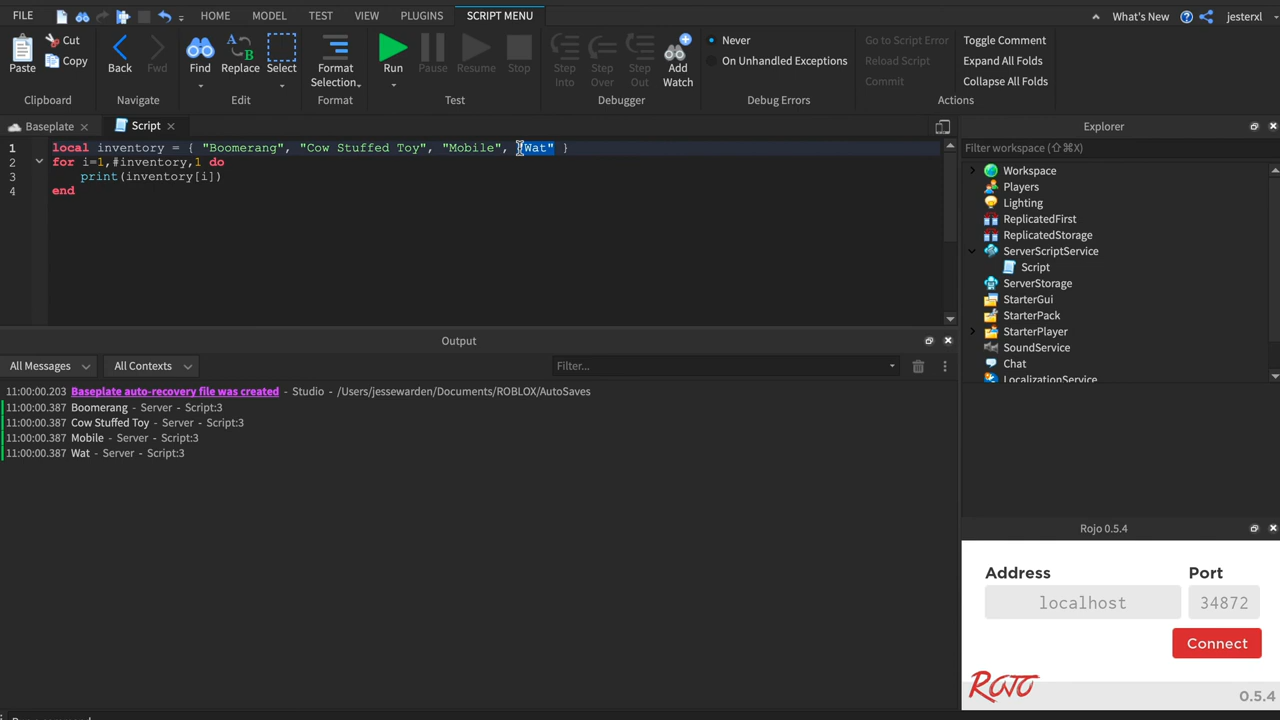 FILE HOME MODEL TEST VIEW PLUGINS SCRIPT MENU What's New jesterxl
Paste Cut Copy Clipboard
Back Fwd Navigate
Find Replace Select Edit
Format Selection Format
Run Pause Resume Stop Test
Step Into Step Over Step Out Add Watch Debugger
Never
On Unhandled Exceptions
Debug Errors
Go to Script Error Reload Script Commit
Toggle Comment
Expand All Folds
Collapse All Folds
Actions
Baseplate Script
1 local inventory = { "Boomerang", "Cow Stuffed Toy", "Mobile", "Wat" }
2 for i=1,#inventory,1 do
3 print(inventory[i])
4 end
Output
All Messages All Contexts Filter...
11:00:00.203 Baseplate auto-recovery file was created - Studio - /Users/jessewarden/Documents/ROBLOX/AutoSaves
11:00:00.387 Boomerang - Server - Script:3
11:00:00.387 Cow Stuffed Toy - Server - Script:3
11:00:00.387 Mobile - Server - Script:3
11:00:00.387 Wat - Server - Script:3
Explorer
Filter workspace (⇧⌘X)
Workspace
Players
Lighting
ReplicatedFirst
ReplicatedStorage
ServerScriptService
Script
ServerStorage
StarterGui
StarterPack
StarterPlayer
SoundService
Chat
LocalizationService
Rojo 0.5.4
Address Port
localhost 34872
Connect
ROJO 0.5.4